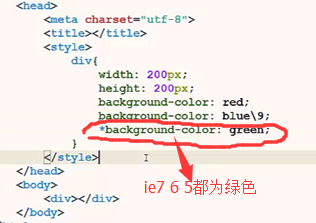 <head>
<meta charset="utf-8">
<title></title>
<style>
div{
width: 200px;
height: 200px;
background-color: red;
background-color: blue\9;
*background-color: green;
}
</style>
</head>
<body>
<div></div>
</body>
ie7 6 5都为绿色